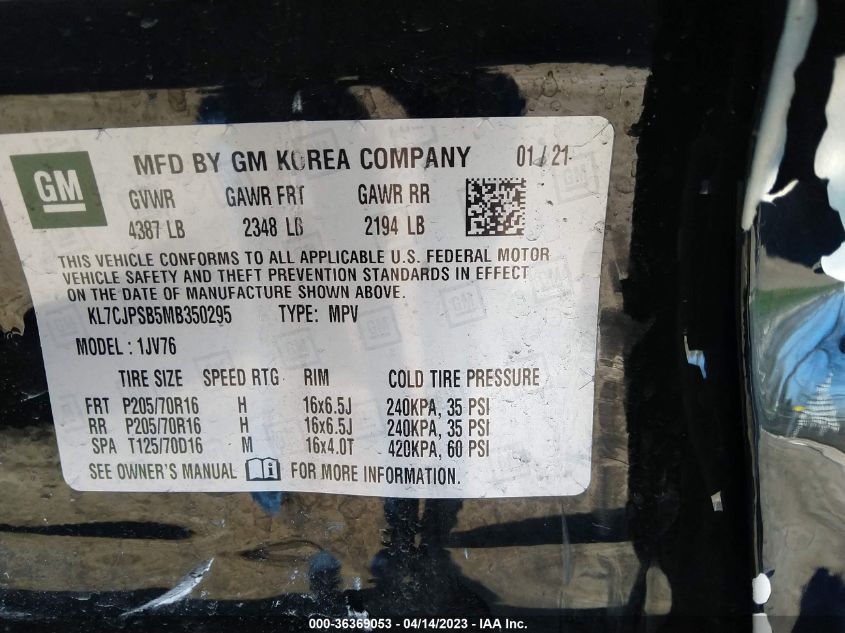 GM
MFD BY GM KOREA COMPANY 01 / 21
GVWR GAWR FRT GAWR RR
4387 LB 2348 LB 2194 LB
THIS VEHICLE CONFORMS TO ALL APPLICABLE U.S. FEDERAL MOTOR
VEHICLE SAFETY AND THEFT PREVENTION STANDARDS IN EFFECT
ON THE DATE OF MANUFACTURE SHOWN ABOVE.
KL7CJPSB5MB350295 TYPE: MPV
MODEL : 1JV76
TIRE SIZE SPEED RTG RIM COLD TIRE PRESSURE
FRT P205/70R16 H 16x6.5J 240KPA, 35 PSI
RR P205/70R16 H 16x6.5J 240KPA, 35 PSI
SPA T125/70D16 M 16x4.0T 420KPA, 60 PSI
SEE OWNER'S MANUAL i FOR MORE INFORMATION.
000-36369053 - 04/14/2023 - IAA Inc.